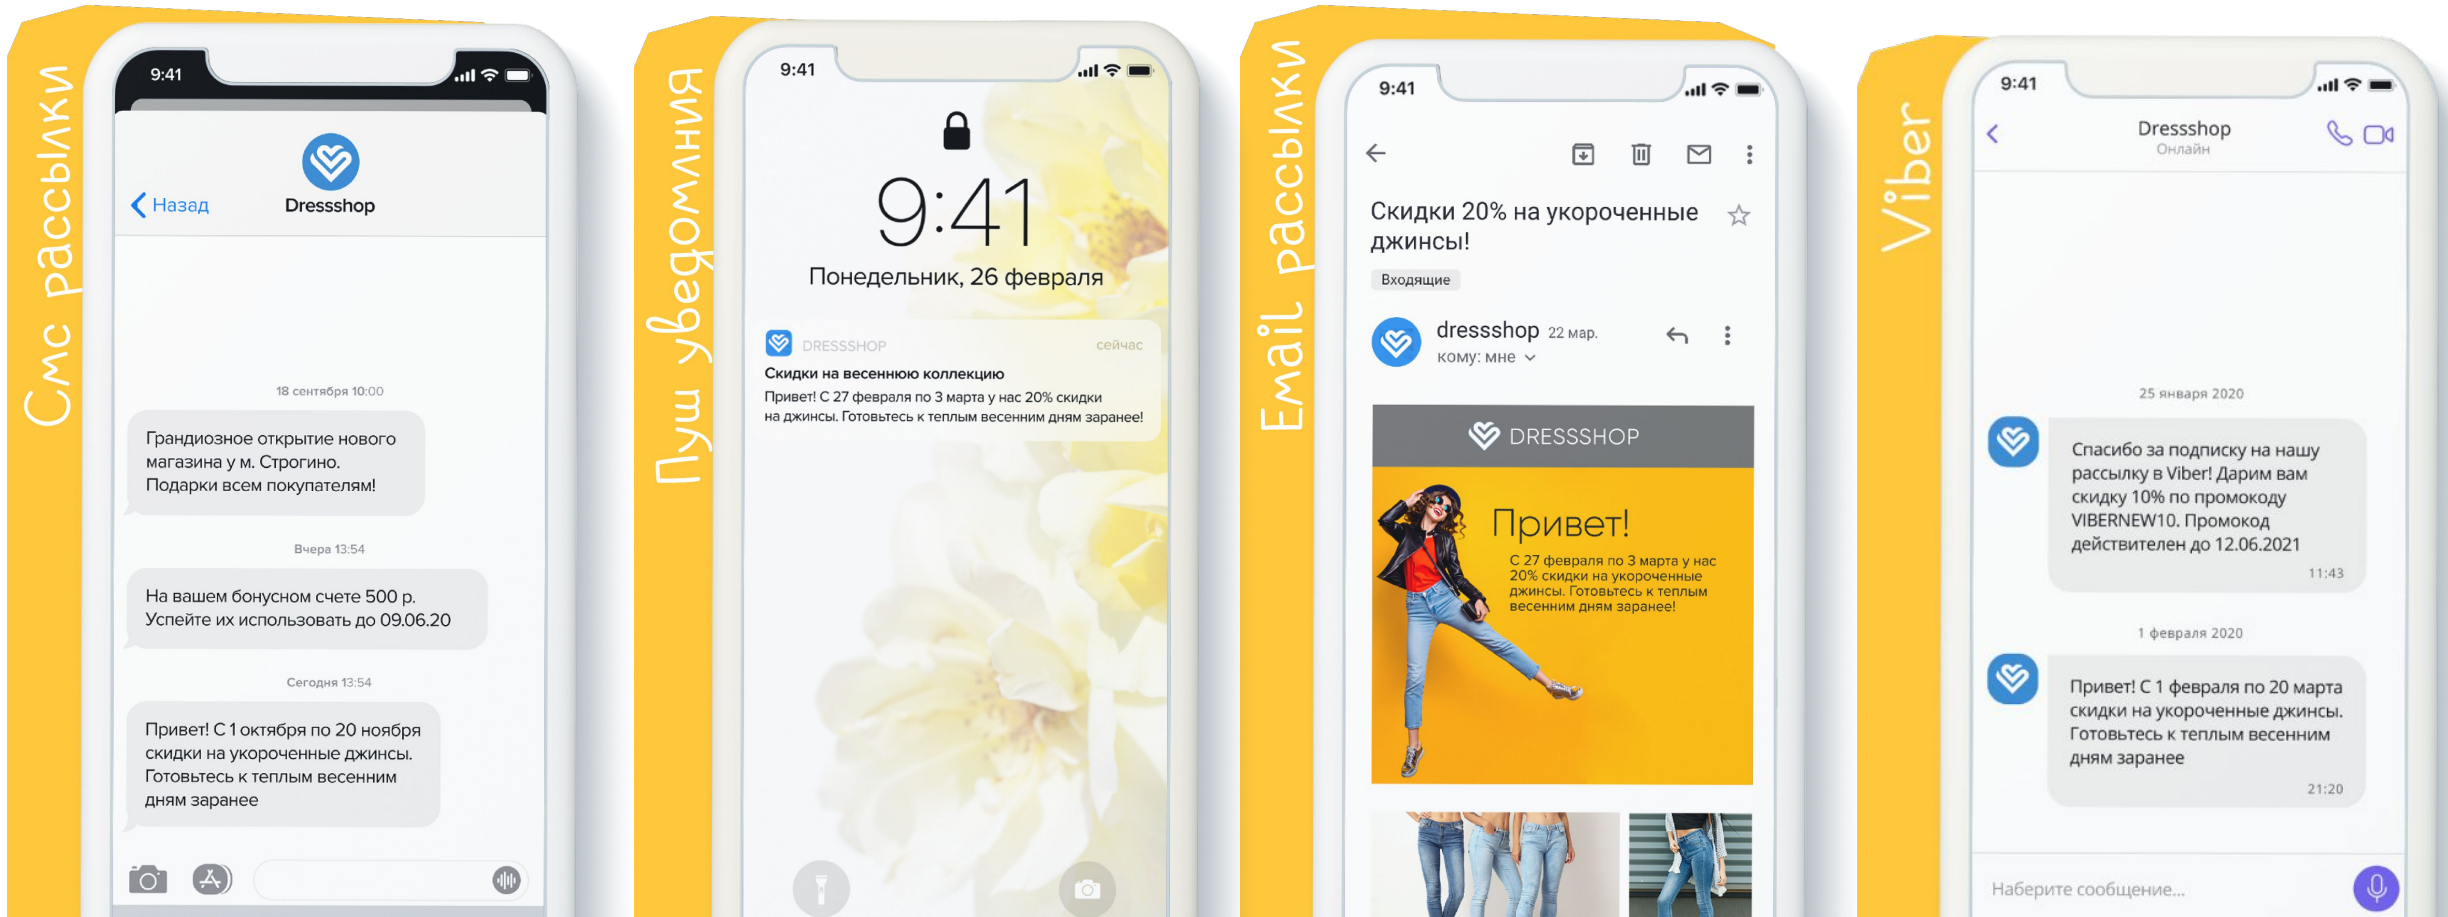 Смс рассылки
9:41
Назад
Dressshop
18 сентября 10:00
Грандиозное открытие нового
магазина у м. Строгино.
Подарки всем покупателям!
Вчера 13:54
На вашем бонусном счете 500 р.
Успейте их использовать до 09.06.20
Сегодня 13:54
Привет! С 1 октября по 20 ноября
скидки на укороченные джинсы.
Готовьтесь к теплым весенним
дням заранее
Пуш уведомлния
9:41
9:41
Понедельник, 26 февраля
DRESSSHOP сейчас
Скидки на весеннюю коллекцию
Привет! С 27 февраля по 3 марта у нас 20% скидки
на джинсы. Готовьтесь к теплым весенним дням заранее!
Email рассылки
9:41
Скидки 20% на укороченные
джинсы!
Входящие
dressshop 22 мар.
кому: мне
DRESSSHOP
Привет!
С 27 февраля по 3 марта у нас
20% скидки на укороченные
джинсы. Готовьтесь к теплым
весенним дням заранее!
Viber
9:41
Dressshop
Онлайн
25 января 2020
Спасибо за подписку на нашу
рассылку в Viber! Дарим вам
скидку 10% по промокоду
VIBERNEW10. Промокод
действителен до 12.06.2021
11:43
1 февраля 2020
Привет! С 1 февраля по 20 марта
скидки на укороченные джинсы.
Готовьтесь к теплым весенним
дням заранее
21:20
Наберите сообщение...